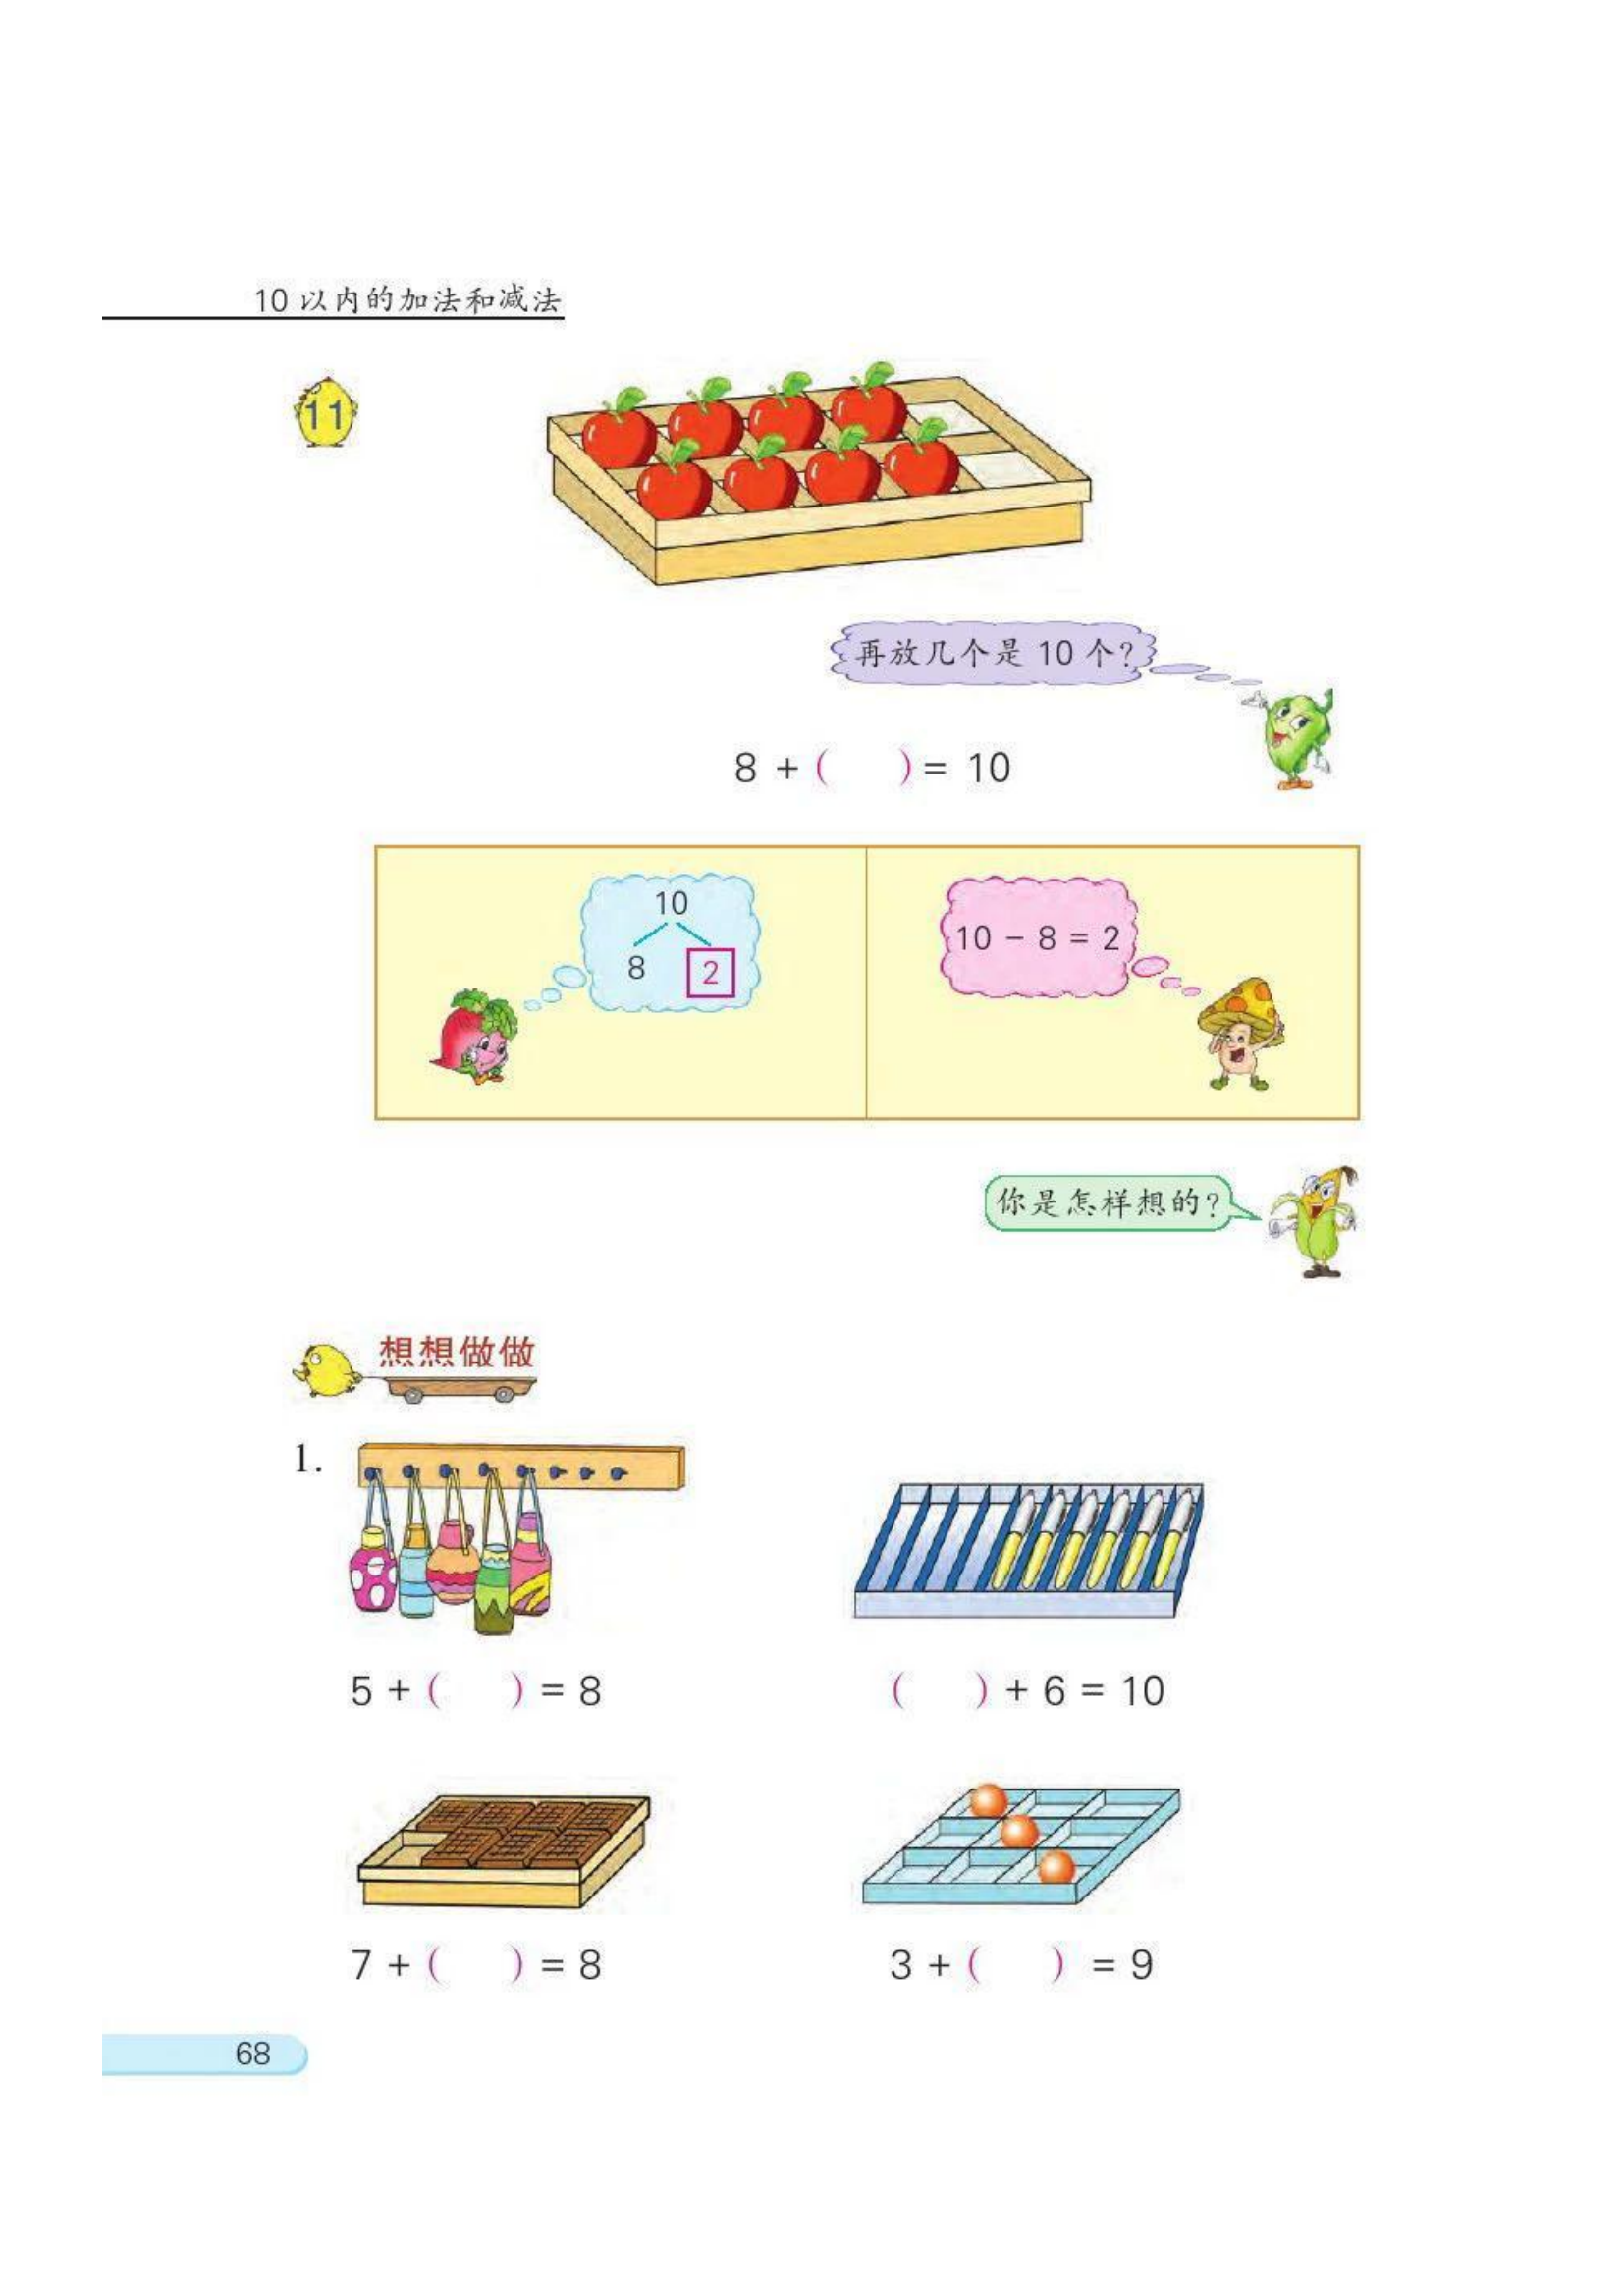 10 以内的加法和减法
11
再放几个是 10 个?
8 + (    ) = 10
10
8 2
10 - 8 = 2
你是怎样想的?
想想做做
1.
5 + (    ) = 8
(    ) + 6 = 10
7 + (    ) = 8
3 + (    ) = 9
68